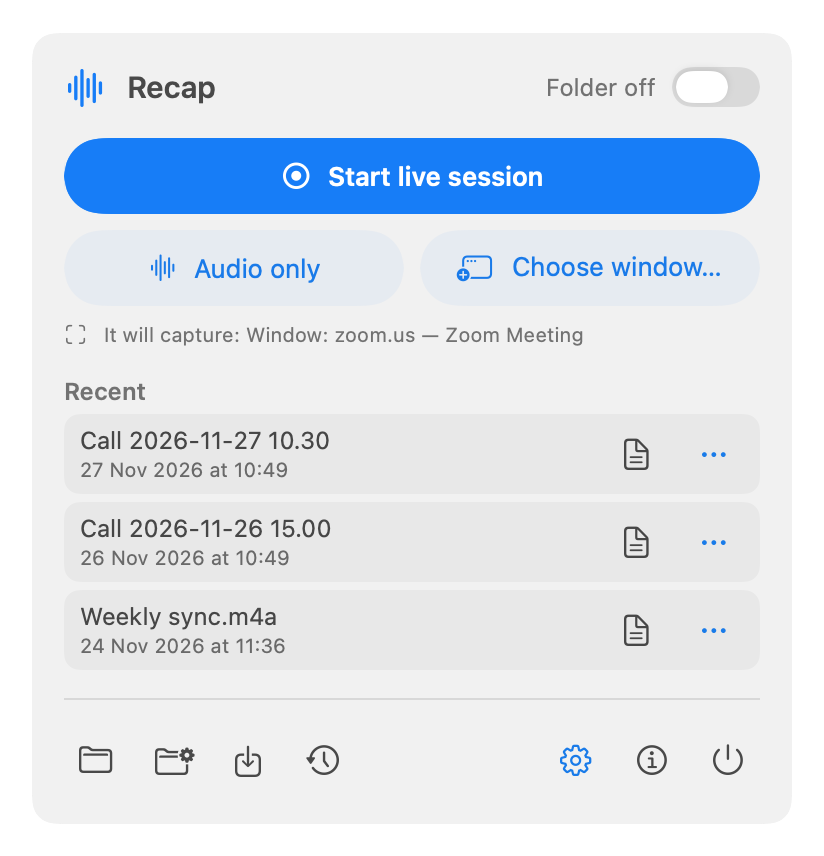 Recap
Folder off
Start live session
Audio only
Choose window...
It will capture: Window: zoom.us — Zoom Meeting
Recent
Call 2026-11-27 10.30
27 Nov 2026 at 10:49
Call 2026-11-26 15.00
26 Nov 2026 at 10:49
Weekly sync.m4a
24 Nov 2026 at 11:36